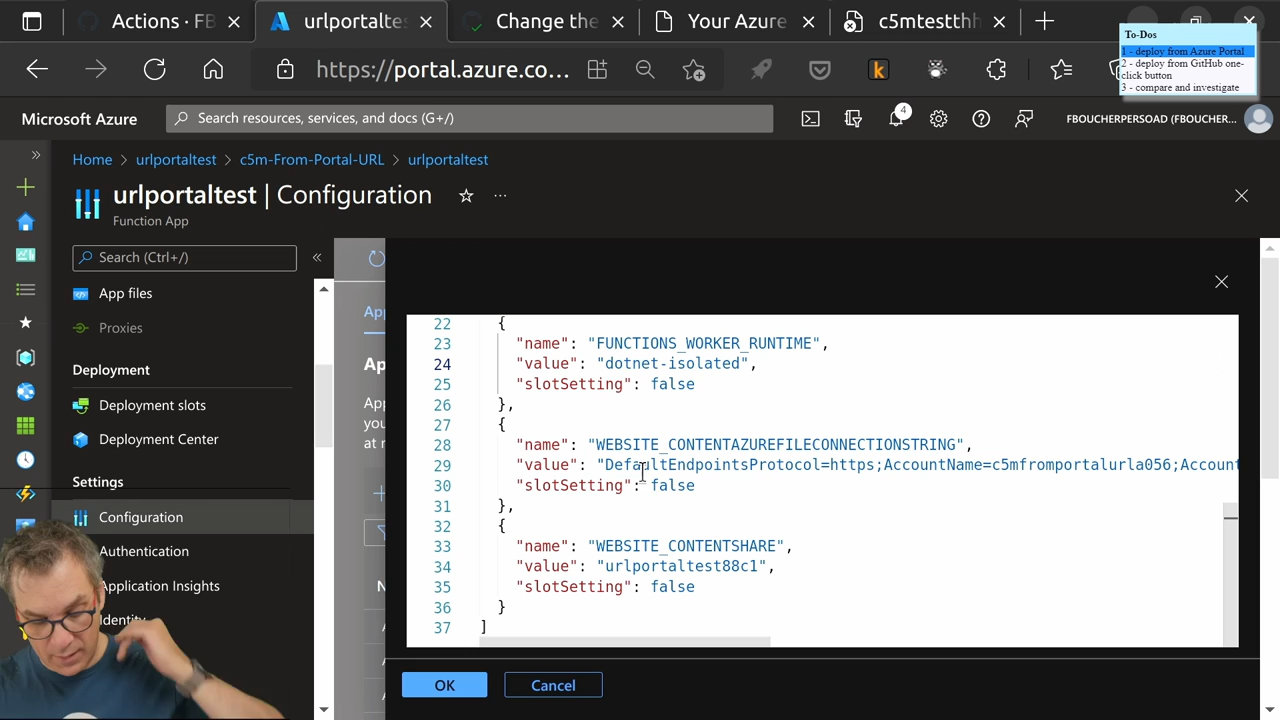 Actions · FB
urlportaltes
Change the
Your Azure
c5mtestthh
https://portal.azure.co...
To-Dos
1 - deploy from Azure Portal
2 - deploy from GitHub one-
click button
3 - compare and investigate
Microsoft Azure
Search resources, services, and docs (G+/)
4
FBOUCHERPERSOAD (FBOUCHER...
Home > urlportaltest > c5m-From-Portal-URL > urlportaltest
urlportaltest | Configuration
Function App
Search (Ctrl+/)
App files
Proxies
Deployment
Deployment slots
Deployment Center
Settings
Configuration
Authentication
Application Insights
Identity
22 {
23 "name": "FUNCTIONS_WORKER_RUNTIME",
24 "value": "dotnet-isolated",
25 "slotSetting": false
26 },
27 {
28 "name": "WEBSITE_CONTENTAZUREFILECONNECTIONSTRING",
29 "value": "DefaultEndpointsProtocol=https;AccountName=c5mfromportalurla056;Account
30 "slotSetting": false
31 },
32 {
33 "name": "WEBSITE_CONTENTSHARE",
34 "value": "urlportaltest88c1",
35 "slotSetting": false
36 }
37 ]
OK
Cancel